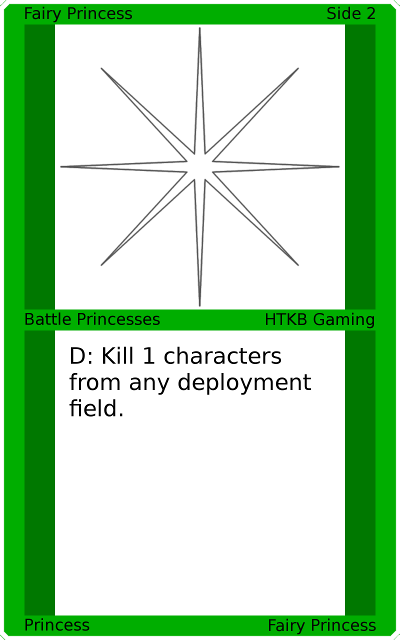 Fairy Princess Side 2
Battle Princesses HTKB Gaming
D: Kill 1 characters
from any deployment
field.
Princess Fairy Princess